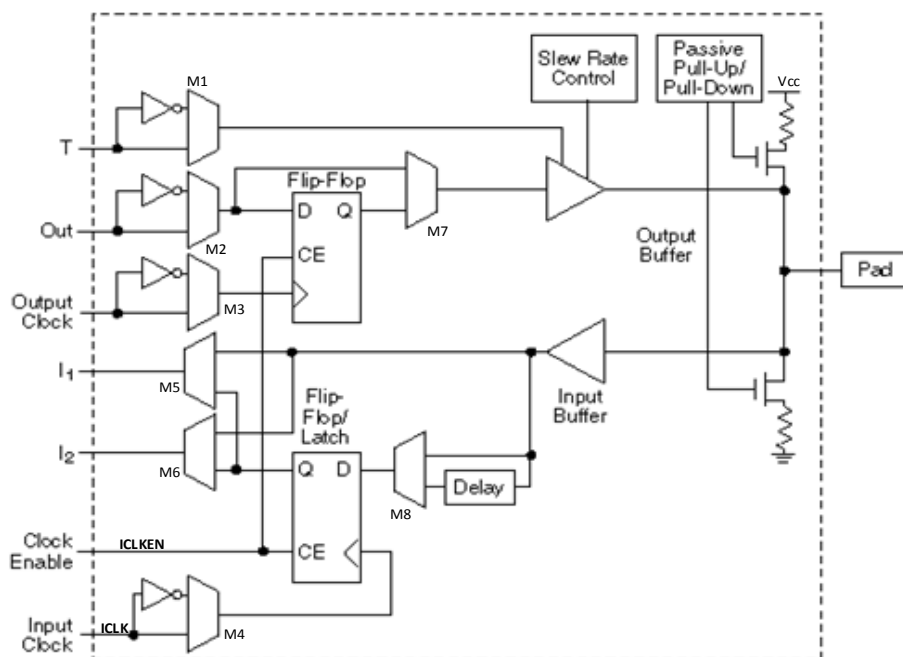 Slew Rate
Control
Passive
Pull-Up/
Pull-Down
Vcc
M1
T
Flip-Flop
D Q
M7
Out
M2
CE
Output
Buffer
Pad
Output
Clock
M3
I1
M5
Input
Buffer
Flip-
Flop/
Latch
I2
M6
Q D
M8
Delay
Clock
Enable
ICLKEN
CE
Input
Clock
ICLK
M4